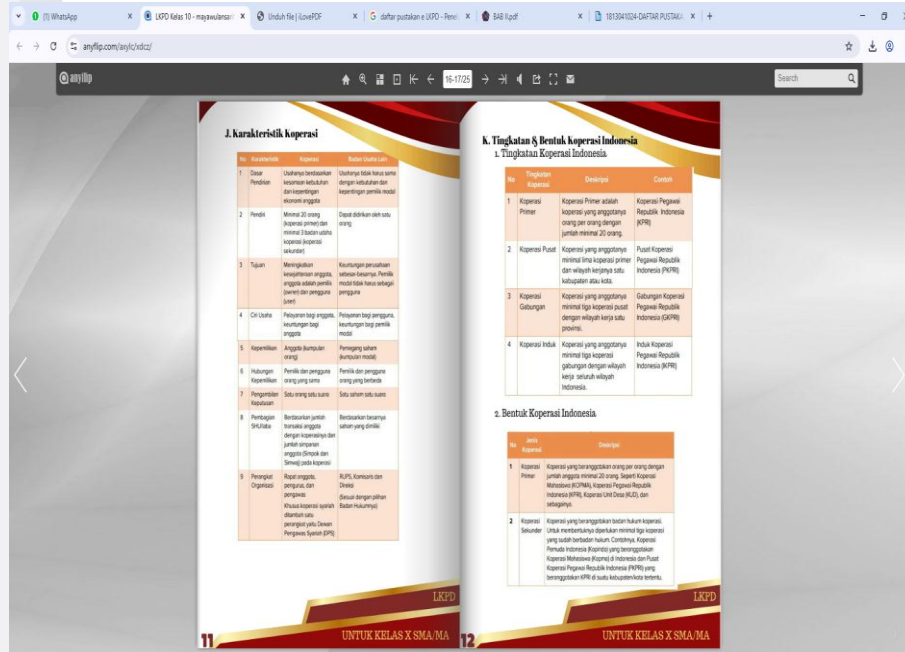 (1) WhatsApp
LKPD Kelas 10 - mayawulansari
Unduh file | iLovePDF
daftar pustakan e LKPD - Penel
BAB II.pdf
1813041024-DAFTAR PUSTAKA
anyflip.com/axylc/xdcz/
anyflip
16-17/25
Search
J. Karakteristik Koperasi
No Karakteristik Koperasi Badan Usaha Lain
1 Dasar Pendirian
Usahanya berdasarkan kesamaan kebutuhan dan kepentingan ekonomi anggota
Usahanya tidak harus sama dengan kebutuhan dan kepentingan pemilik modal
2 Pendiri
Minimal 20 orang (koperasi primer) dan minimal 3 badan usaha koperasi (koperasi sekunder)
Dapat didirikan oleh satu orang
3 Tujuan
Meningkatkan kesejahteraan anggota, anggota adalah pemilik (owner) dan pengguna (user)
Keuntungan perusahaan sebesar-besarnya. Pemilik modal tidak harus sebagai pengguna
4 Ciri Usaha
Pelayanan bagi anggota, keuntungan bagi anggota
Pelayanan bagi pengguna, keuntungan bagi pemilik modal
5 Kepemilikan
Anggota (kumpulan orang)
Pemegang saham (kumpulan modal)
6 Hubungan Kepemilikan
Pemilik dan pengguna orang yang sama
Pemilik dan pengguna orang yang berbeda
7 Pengambilan Keputusan
Satu orang satu suara
Satu saham satu suara
8 Pembagian SHU/laba
Berdasarkan jumlah transaksi anggota dengan koperasinya dan jumlah simpanan anggota (Simpok dan Simwa) pada koperasi
Berdasarkan besarnya saham yang dimiliki
9 Perangkat Organisasi
Rapat anggota, pengurus, dan pengawas
Khusus koperasi syariah ditambah satu perangkat yaitu Dewan Pengawas Syariah (DPS)
RUPS, Komisaris dan Direksi
(Sesuai dengan pilihan Badan Hukumnya)
LKPD
11
UNTUK KELAS X SMA/MA
K. Tingkatan & Bentuk Koperasi Indonesia
1. Tingkatan Koperasi Indonesia
No Tingkatan Koperasi Deskripsi Contoh
1 Koperasi Primer
Koperasi Primer adalah koperasi yang anggotanya orang per orang dengan jumlah minimal 20 orang.
Koperasi Pegawai Republik Indonesia (KPRI)
2 Koperasi Pusat
Koperasi yang anggotanya minimal lima koperasi primer dan wilayah kerjanya satu kabupaten atau kota.
Pusat Koperasi Pegawai Republik Indonesia (PKPRI)
3 Koperasi Gabungan
Koperasi yang anggotanya minimal tiga koperasi pusat dengan wilayah kerja satu provinsi.
Gabungan Koperasi Pegawai Republik Indonesia (GKPRI)
4 Koperasi Induk
Koperasi yang anggotanya minimal tiga koperasi gabungan dengan wilayah kerja seluruh wilayah Indonesia.
Induk Koperasi Pegawai Republik Indonesia (IKPRI)
2. Bentuk Koperasi Indonesia
No Jenis Koperasi Deskripsi
1 Koperasi Primer
Koperasi yang beranggotakan orang per orang dengan jumlah anggota minimal 20 orang. Seperti Koperasi Mahasiswa (KOPMA), Koperasi Pegawai Republik Indonesia (KPRI), Koperasi Unit Desa (KUD), dan sebagainya.
2 Koperasi Sekunder
Koperasi yang beranggotakan badan hukum koperasi. Untuk membentuknya diperlukan minimal tiga koperasi yang sudah berbadan hukum. Contohnya, Koperasi Pemuda Indonesia (Kopindo) yang beranggotakan Koperasi Mahasiswa (Kopma) di Indonesia dan Pusat Koperasi Pegawai Republik Indonesia (PKPRI) yang beranggotakan KPRI di suatu kabupaten/kota tertentu.
LKPD
12
UNTUK KELAS X SMA/MA